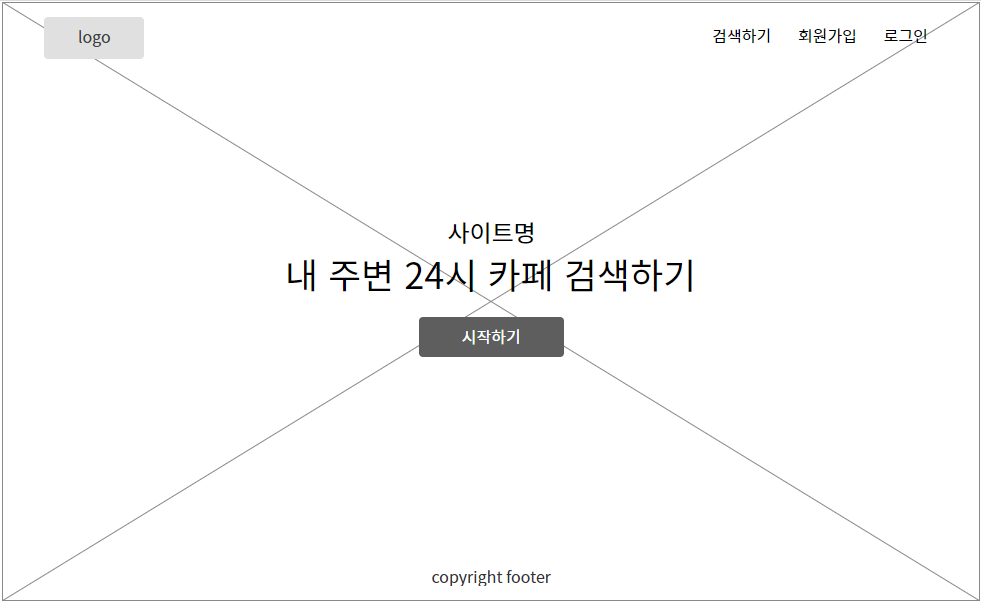 logo
검색하기 회원가입 로그인
사이트명
내 주변 24시 카페 검색하기
시작하기
copyright footer